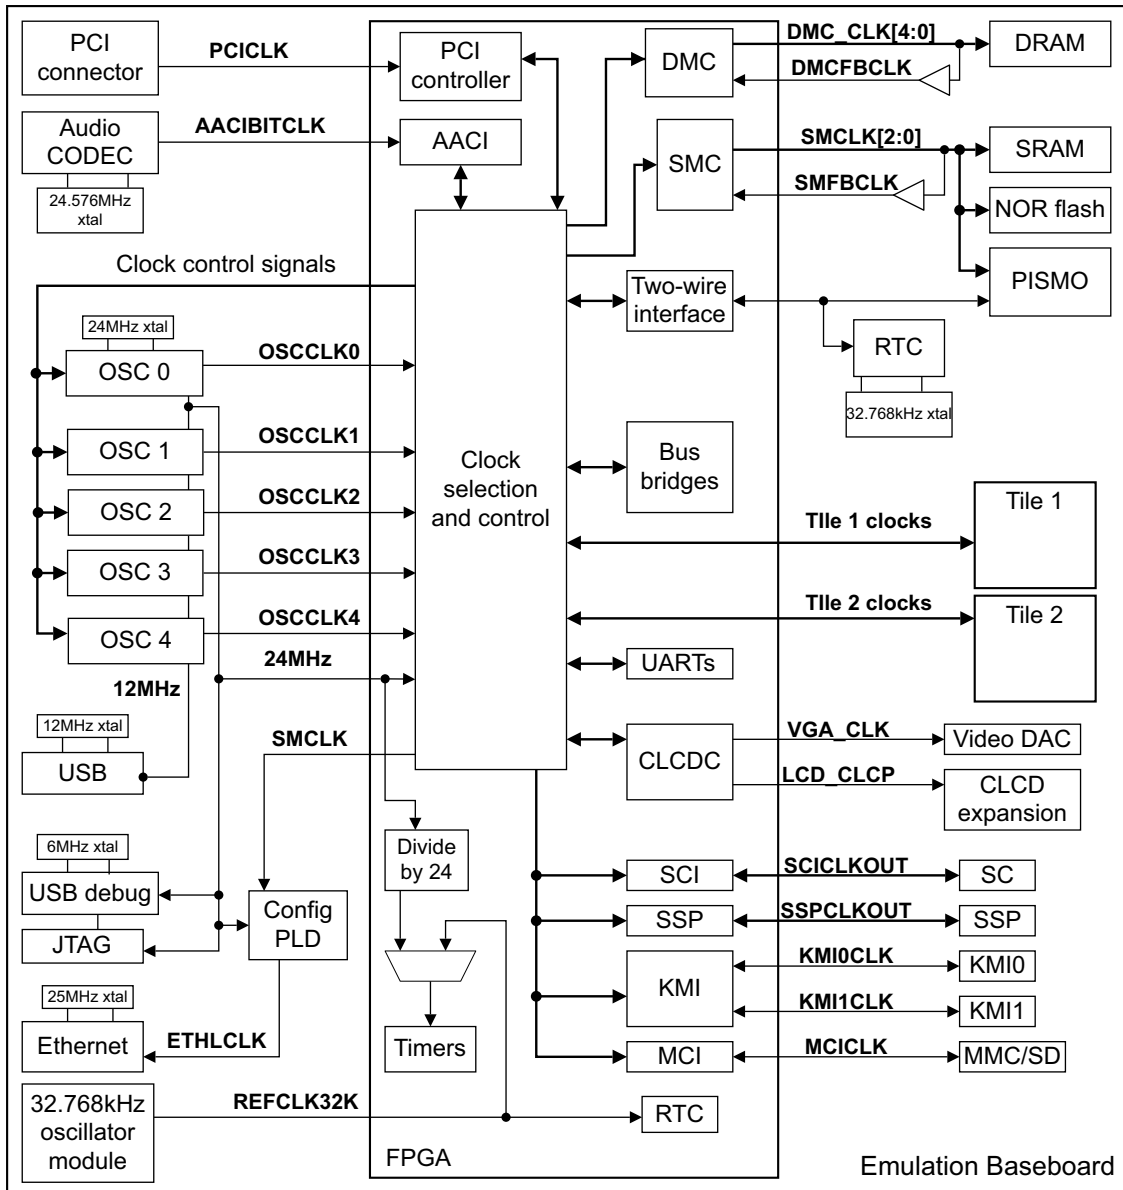 PCI
connector
PCICLK
PCI
controller
DMC
DMC_CLK[4:0]
DMCFBCLK
DRAM
Audio
CODEC
AACIBITCLK
AACI
24.576MHz
xtal
SMC
SMCLK[2:0]
SMFBCLK
SRAM
NOR flash
PISMO
Clock control signals
Two-wire
interface
RTC
32.768kHz xtal
24MHz xtal
OSC 0
OSCCLK0
OSC 1
OSCCLK1
OSC 2
OSCCLK2
OSC 3
OSCCLK3
OSC 4
OSCCLK4
24MHz
12MHz
Clock
selection
and control
Bus
bridges
TIle 1 clocks
Tile 1
TIle 2 clocks
Tile 2
UARTs
12MHz xtal
USB
SMCLK
CLCDC
VGA_CLK
Video DAC
LCD_CLCP
CLCD
expansion
6MHz xtal
USB debug
JTAG
Divide
by 24
Config
PLD
SCI
SCICLKOUT
SC
SSP
SSPCLKOUT
SSP
KMI
KMI0CLK
KMI0
KMI1CLK
KMI1
25MHz xtal
Ethernet
ETHLCLK
Timers
MCI
MCICLK
MMC/SD
32.768kHz
oscillator
module
REFCLK32K
RTC
FPGA
Emulation Baseboard